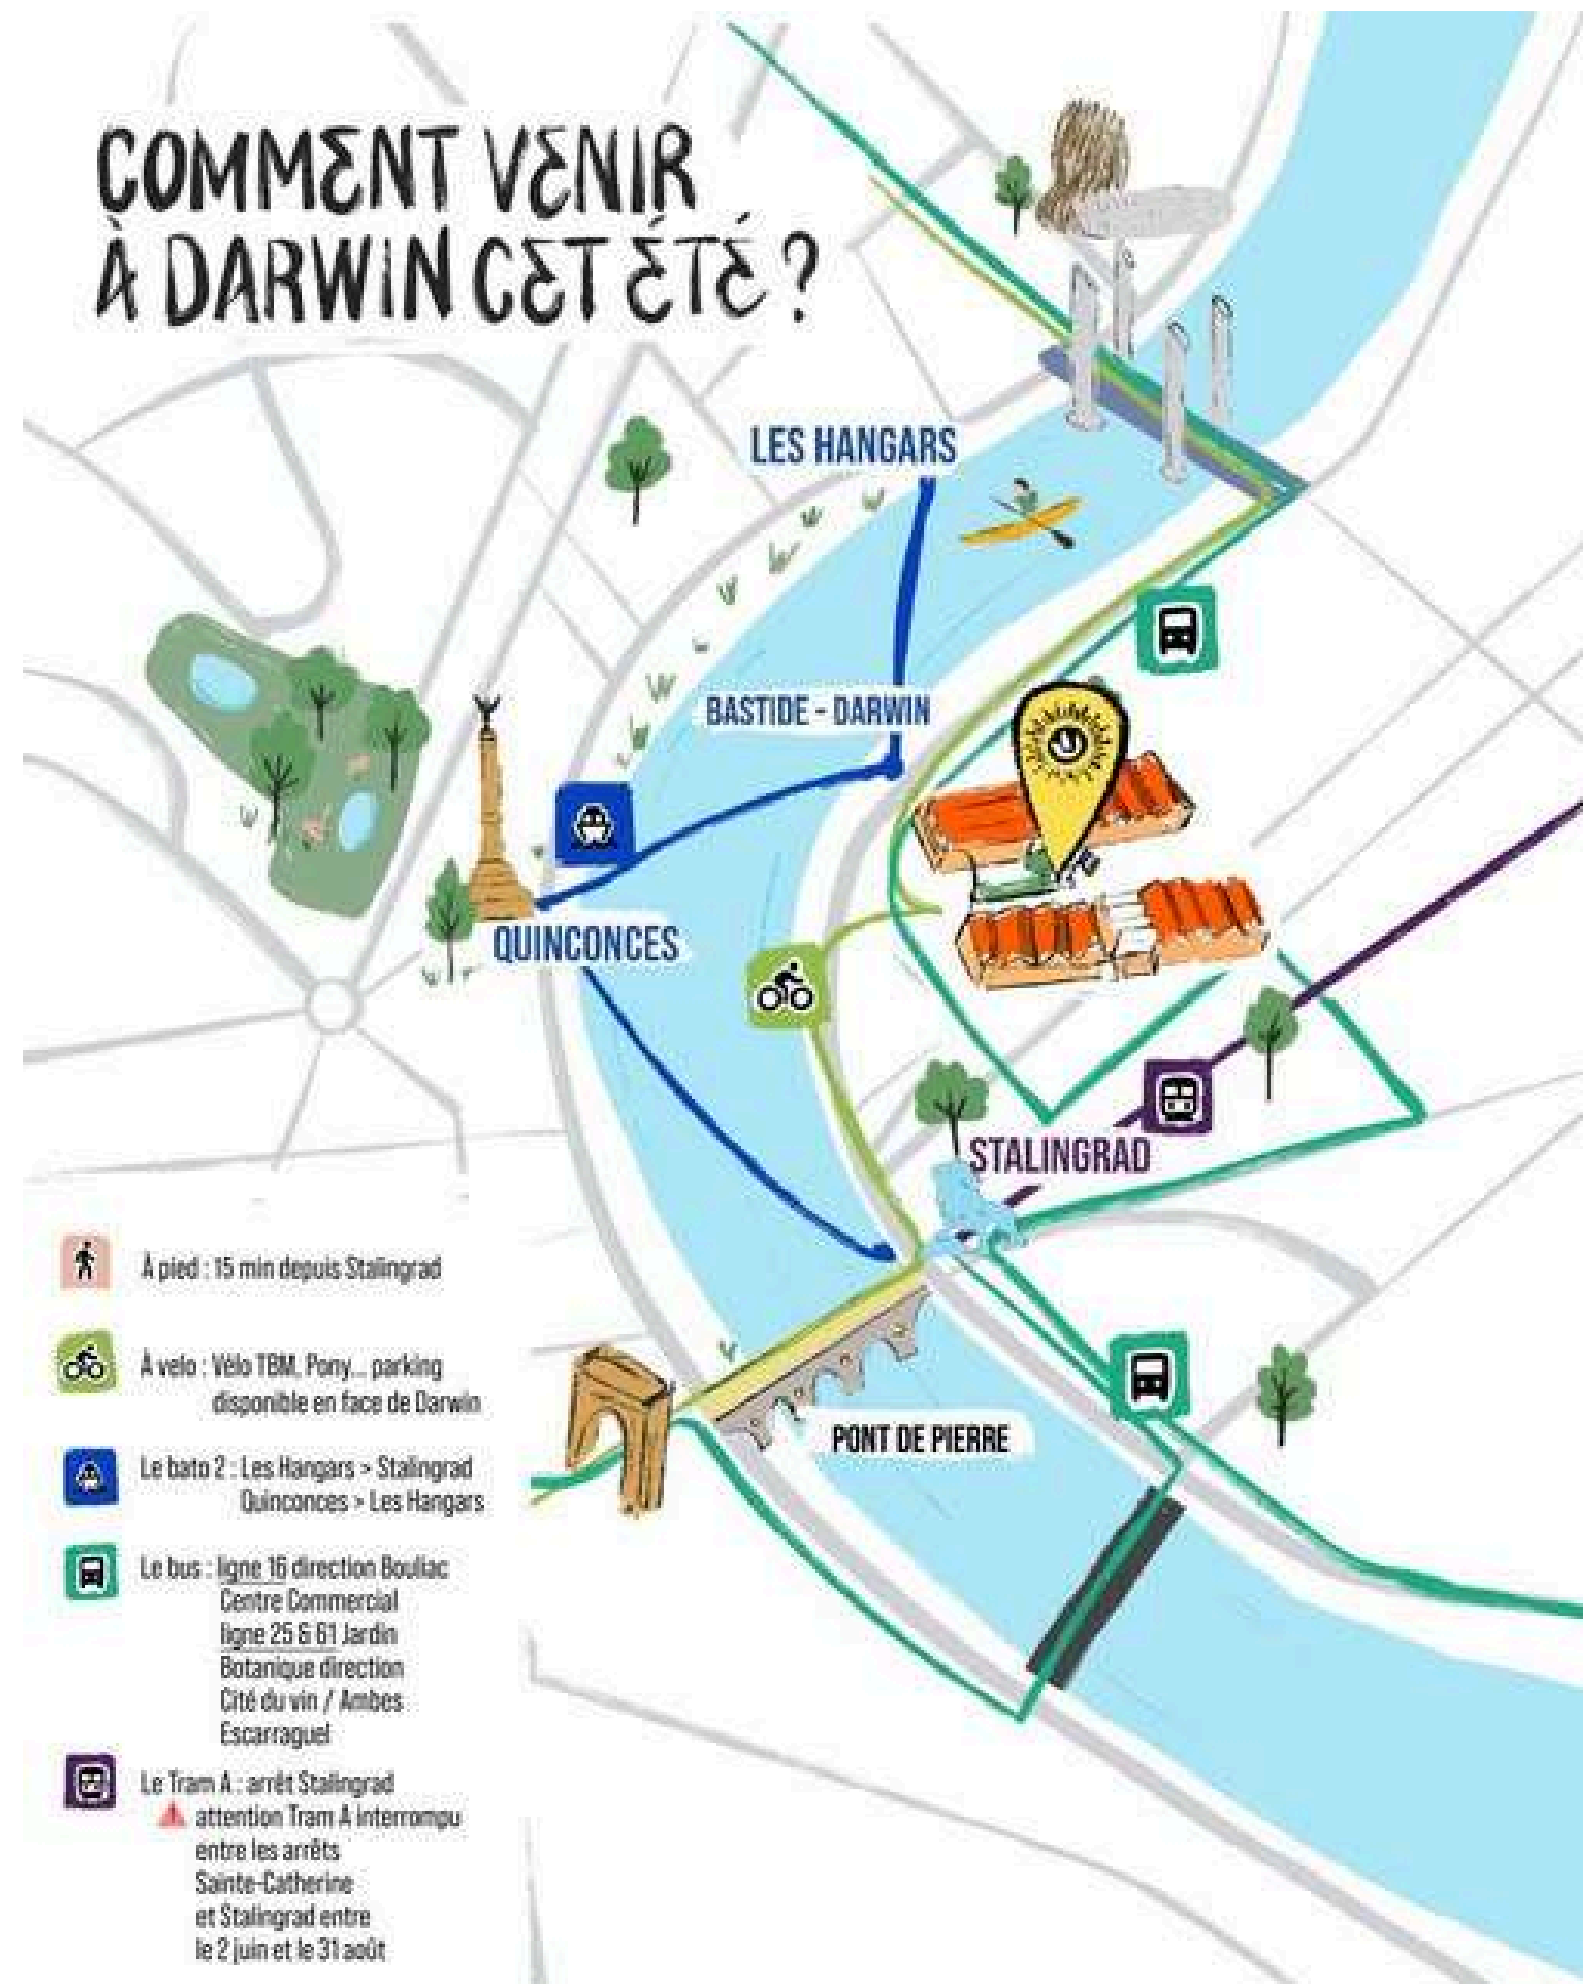 COMMENT VENIR
À DARWIN CET ÉTÉ ?
LES HANGARS
BASTIDE - DARWIN
QUINCONCES
STALINGRAD
PONT DE PIERRE
À pied : 15 min depuis Stalingrad
À velo : Vélo TBM, Pony... parking
disponible en face de Darwin
Le bato 2 : Les Hangars > Stalingrad
Quinconces > Les Hangars
Le bus : ligne 16 direction Bouliac
Centre Commercial
ligne 25 & 61 Jardin
Botanique direction
Cité du vin / Ambes
Escarraguel
Le Tram A : arrêt Stalingrad
attention Tram A interrompu
entre les arrêts
Sainte-Catherine
et Stalingrad entre
le 2 juin et le 31 août